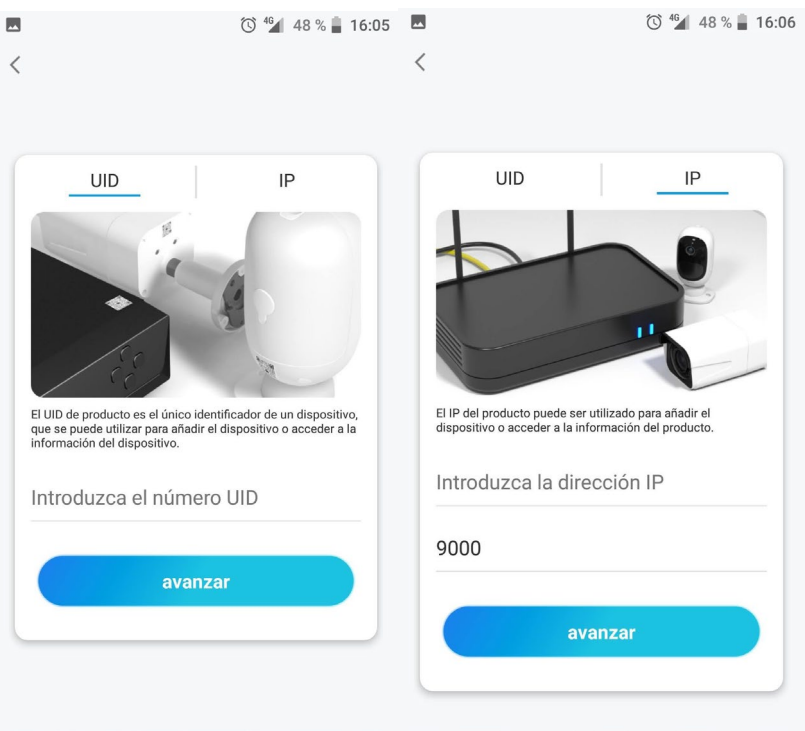 4G 48 % 16:05
UID
IP
El UID de producto es el único identificador de un dispositivo,
que se puede utilizar para añadir el dispositivo o acceder a la
información del dispositivo.
Introduzca el número UID
avanzar
4G 48 % 16:06
UID
IP
El IP del producto puede ser utilizado para añadir el
dispositivo o acceder a la información del producto.
Introduzca la dirección IP
9000
avanzar